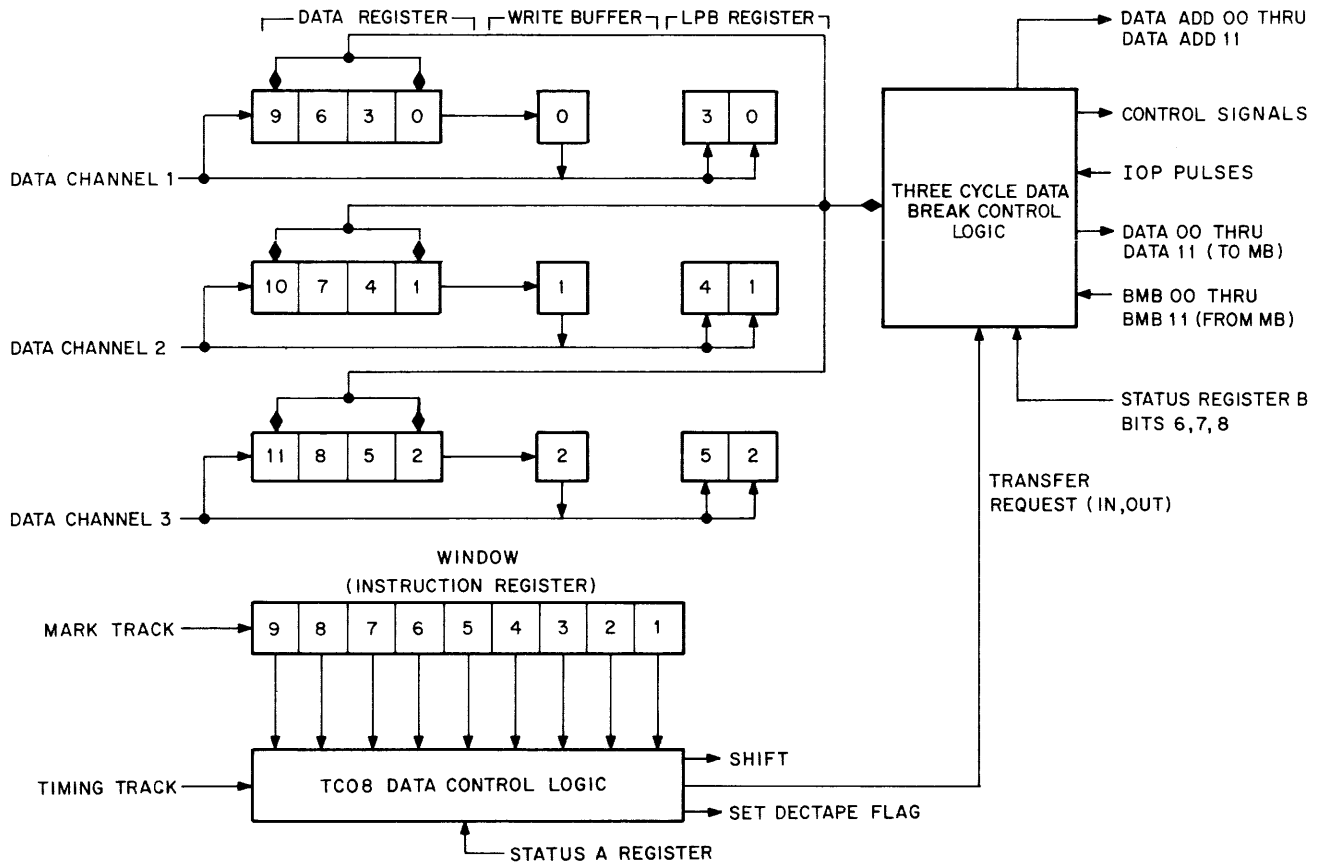 DATA REGISTER WRITE BUFFER LPB REGISTER
DATA ADD 00 THRU
DATA ADD 11
9 6 3 0 0 3 0
CONTROL SIGNALS
DATA CHANNEL 1
IOP PULSES
THREE CYCLE DATA
BREAK CONTROL
LOGIC
DATA 00 THRU
DATA 11 (TO MB)
10 7 4 1 1 4 1
BMB 00 THRU
BMB 11 (FROM MB)
DATA CHANNEL 2
STATUS REGISTER B
BITS 6,7,8
11 8 5 2 2 5 2
TRANSFER
REQUEST (IN,OUT)
DATA CHANNEL 3
WINDOW
(INSTRUCTION REGISTER)
MARK TRACK 9 8 7 6 5 4 3 2 1
SHIFT
TIMING TRACK TC08 DATA CONTROL LOGIC
SET DECTAPE FLAG
STATUS A REGISTER